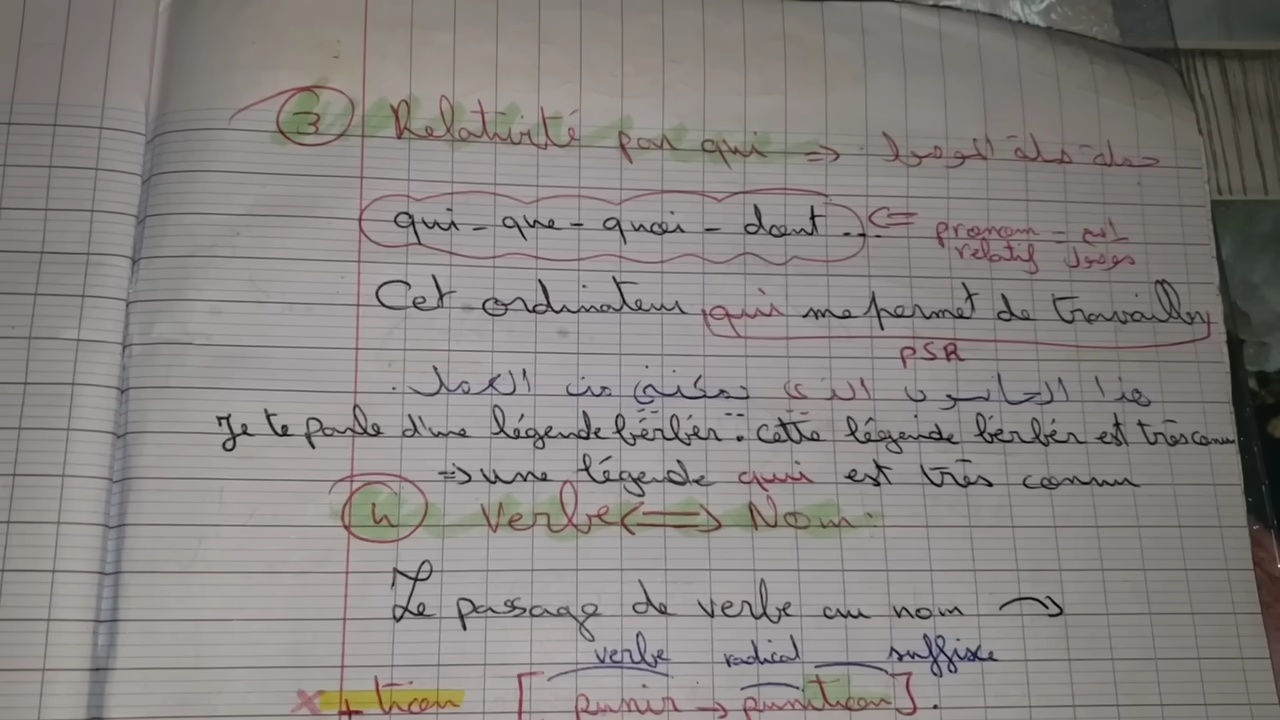 3 Relativité par qui => جملة صلة الموصول
qui - que - quoi - dont ... <= pronom relatif = اسم موصول
Cet ordinateur qui me permet de travailler
PSR
هذا الحاسوب الذي يمكنني من العمل.
Je te parle d'une légende bérbér. cette légende bérbér est très connu
=> une légende qui est très connu
4 Verbe <=> Nom.
Le passage de verbe au nom →
verbe radical suffixe
x + tion [punir → punition].